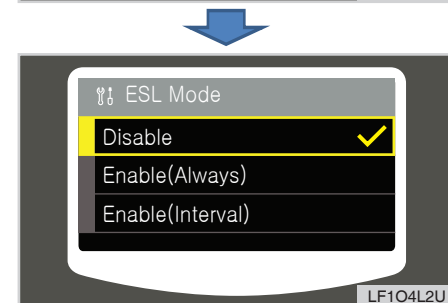 ESL Mode
Disable
Enable(Always)
Enable(Interval)
LF1O4L2U